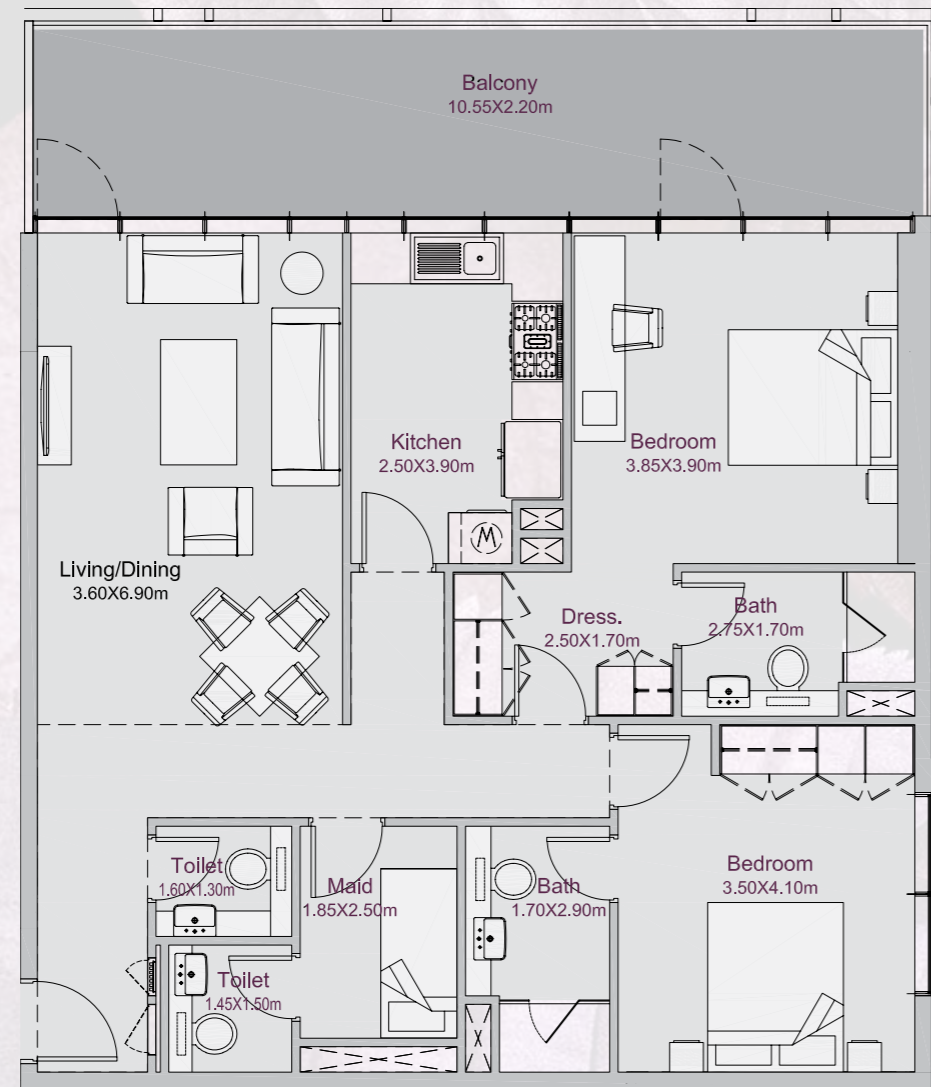 Balcony
10.55X2.20m
Kitchen
2.50X3.90m
Bedroom
3.85X3.90m
M
Living/Dining
3.60X6.90m
Dress.
2.50X1.70m
Bath
2.75X1.70m
Toilet
1.60X1.30m
Maid
1.85X2.50m
Bath
1.70X2.90m
Bedroom
3.50X4.10m
Toilet
1.45X1.50m